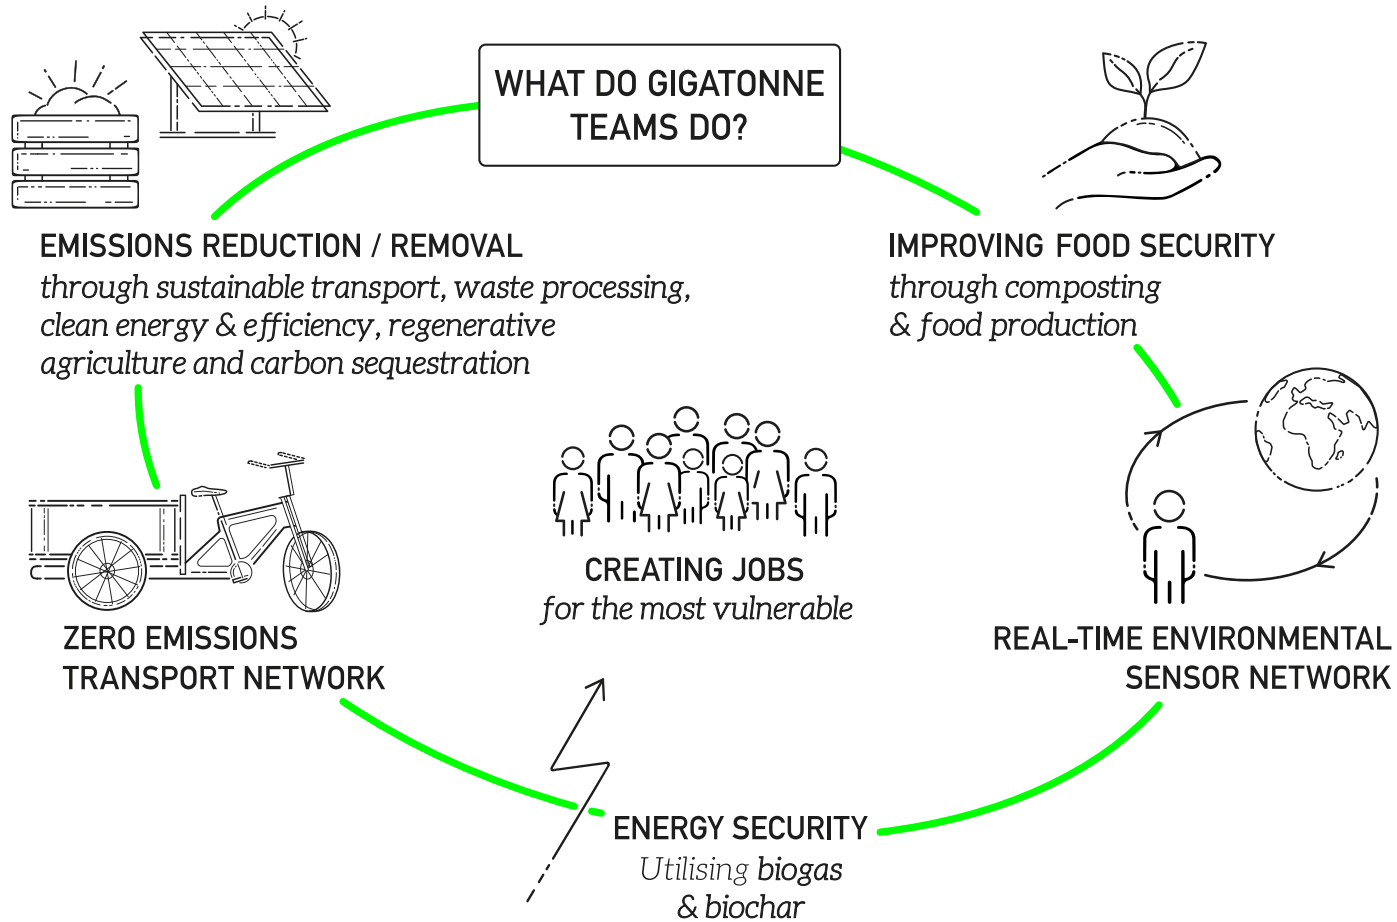 WHAT DO GIGATONNE
TEAMS DO?
EMISSIONS REDUCTION / REMOVAL
through sustainable transport, waste processing,
clean energy & efficiency, regenerative
agriculture and carbon sequestration
IMPROVING FOOD SECURITY
through composting
& food production
CREATING JOBS
for the most vulnerable
ZERO EMISSIONS
TRANSPORT NETWORK
REAL-TIME ENVIRONMENTAL
SENSOR NETWORK
ENERGY SECURITY
Utilising biogas
& biochar